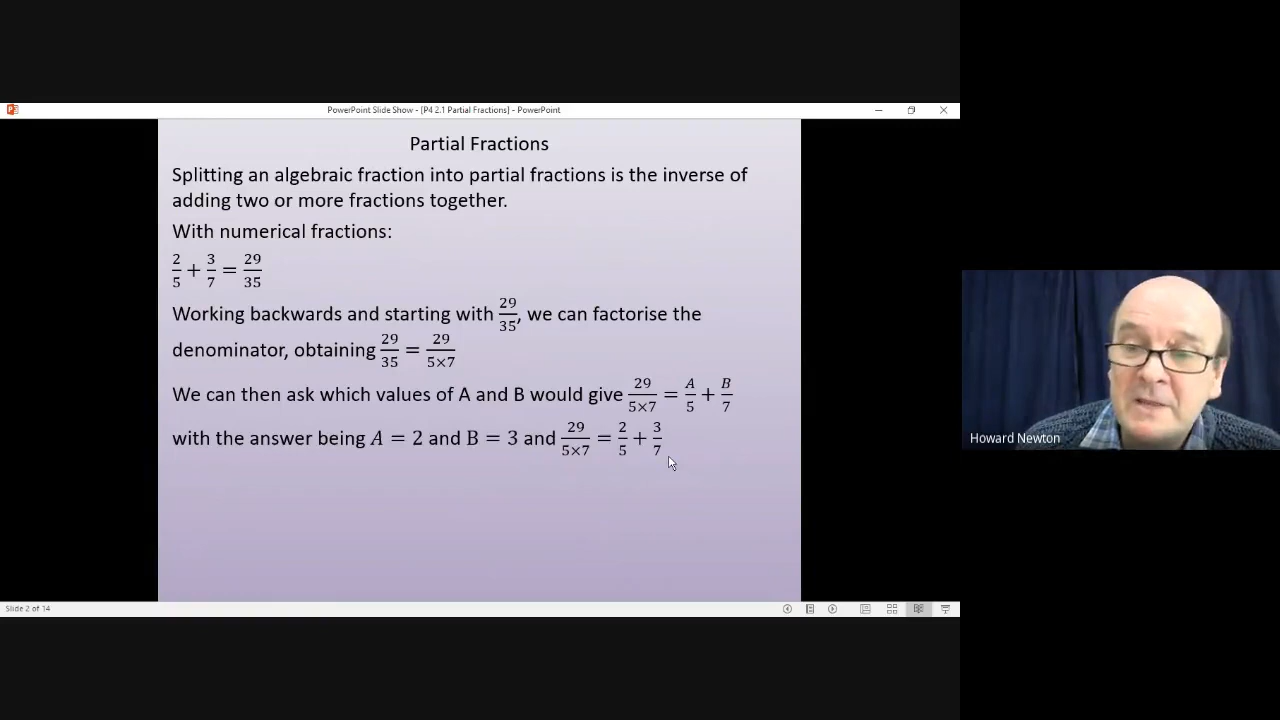 PowerPoint Slide Show - [P4 2.1 Partial Fractions] - PowerPoint
Partial Fractions
Splitting an algebraic fraction into partial fractions is the inverse of
adding two or more fractions together.
With numerical fractions:
2/5 + 3/7 = 29/35
Working backwards and starting with 29/35, we can factorise the
denominator, obtaining 29/35 = 29/5×7
We can then ask which values of A and B would give 29/5×7 = A/5 + B/7
with the answer being A = 2 and B = 3 and 29/5×7 = 2/5 + 3/7
Howard Newton
Slide 2 of 14